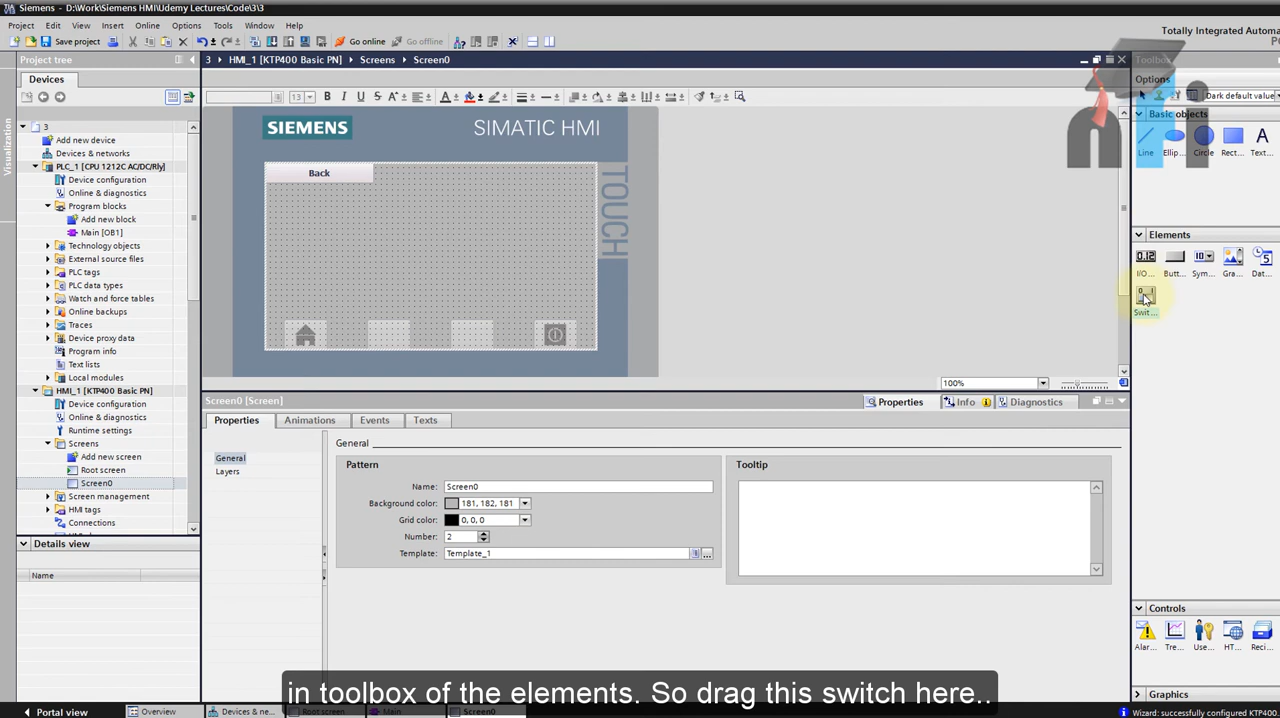 Siemens - D:\Work\Siemens HMI\Udemy Lectures\Code\3\3
Project Edit View Insert Online Options Tools Window Help
Totally Integrated Automa
Save project
Go online
Go offline
Project tree
3 HMI_1 [KTP400 Basic PN] Screens Screen0
Toolbox
Devices
Options
13 B I U S A A
Dark default value
Visualization
3
Add new device
Devices & networks
PLC_1 [CPU 1212C AC/DC/Rly]
Device configuration
Online & diagnostics
Program blocks
Add new block
Main [OB1]
Technology objects
External source files
PLC tags
PLC data types
Watch and force tables
Online backups
Traces
Device proxy data
Program info
Text lists
Local modules
HMI_1 [KTP400 Basic PN]
Device configuration
Online & diagnostics
Runtime settings
Screens
Add new screen
Root screen
Screen0
Screen management
HMI tags
Connections
Details view
Name
SIEMENS
SIMATIC HMI
TOUCH
Back
100%
Basic objects
Line Ellip... Circle Rect... Text...
Elements
I/O... Butt... Sym... Gra... Dat...
Swit...
Controls
Alar... Tre... Use... HT... Reci...
Graphics
Screen0 [Screen]
Properties Info Diagnostics
Properties Animations Events Texts
General
Layers
General
Pattern
Name: Screen0
Background color: 181, 182, 181
Grid color: 0, 0, 0
Number: 2
Template: Template_1
Tooltip
in toolbox of the elements. So drag this switch here..
Portal view
Overview
Devices & ne...
Root screen
Main
Screen0
Wizard: successfully configured KTP400